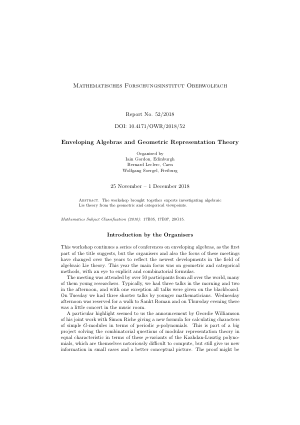 Mathematisches Forschungsinstitut Oberwolfach
Report No. 52/2018
DOI: 10.4171/OWR/2018/52
Enveloping Algebras and Geometric Representation Theory
Organised by
Iain Gordon, Edinburgh
Bernard Leclerc, Caen
Wolfgang Soergel, Freiburg
25 November – 1 December 2018
Abstract. The workshop brought together experts investigating algebraic
Lie theory from the geometric and categorical viewpoints.
Mathematics Subject Classification (2010): 17B35, 17B37, 20G15.
Introduction by the Organisers
This workshop continues a series of conferences on enveloping algebras, as the first
part of the title suggests, but the organisers and also the focus of these meetings
have changed over the years to reflect the newest developments in the field of
algebraic Lie theory. This year the main focus was on geometric and categorical
methods, with an eye to explicit and combinatorial formulas.
The meeting was attended by over 50 participants from all over the world, many
of them young researchers. Typically, we had three talks in the morning and two
in the afternoon, and with one exception all talks were given on the blackboard.
On Tuesday we had three shorter talks by younger mathematicians. Wednesday
afternoon was reserved for a walk to Sankt Roman and on Thursday evening there
was a little concert in the music room.
A particular highlight seemed to us the announcement by Geordie Williamson
of his joint work with Simon Riche giving a new formula for calculating characters
of simple G-modules in terms of periodic p-polynomials. This is part of a big
project solving the combinatorial questions of modular representation theory in
equal characteristic in terms of these p-variants of the Kazhdan-Lusztig polyno-
mials, which are themselves notoriously difficult to compute, but still give us new
information in small cases and a better conceptual picture. The proof might be